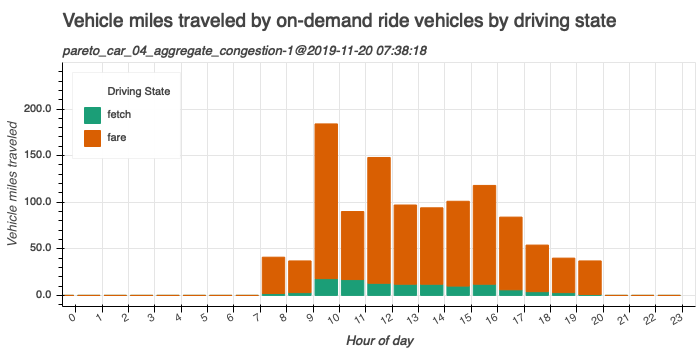 Vehicle miles traveled by on-demand ride vehicles by driving state
pareto_car_04_aggregate_congestion-1@2019-11-20 07:38:18
Driving State
fetch
fare
Vehicle miles traveled
200.0
150.0
100.0
50.0
0.0
0 1 2 3 4 5 6 7 8 9 10 11 12 13 14 15 16 17 18 19 20 21 22 23
Hour of day